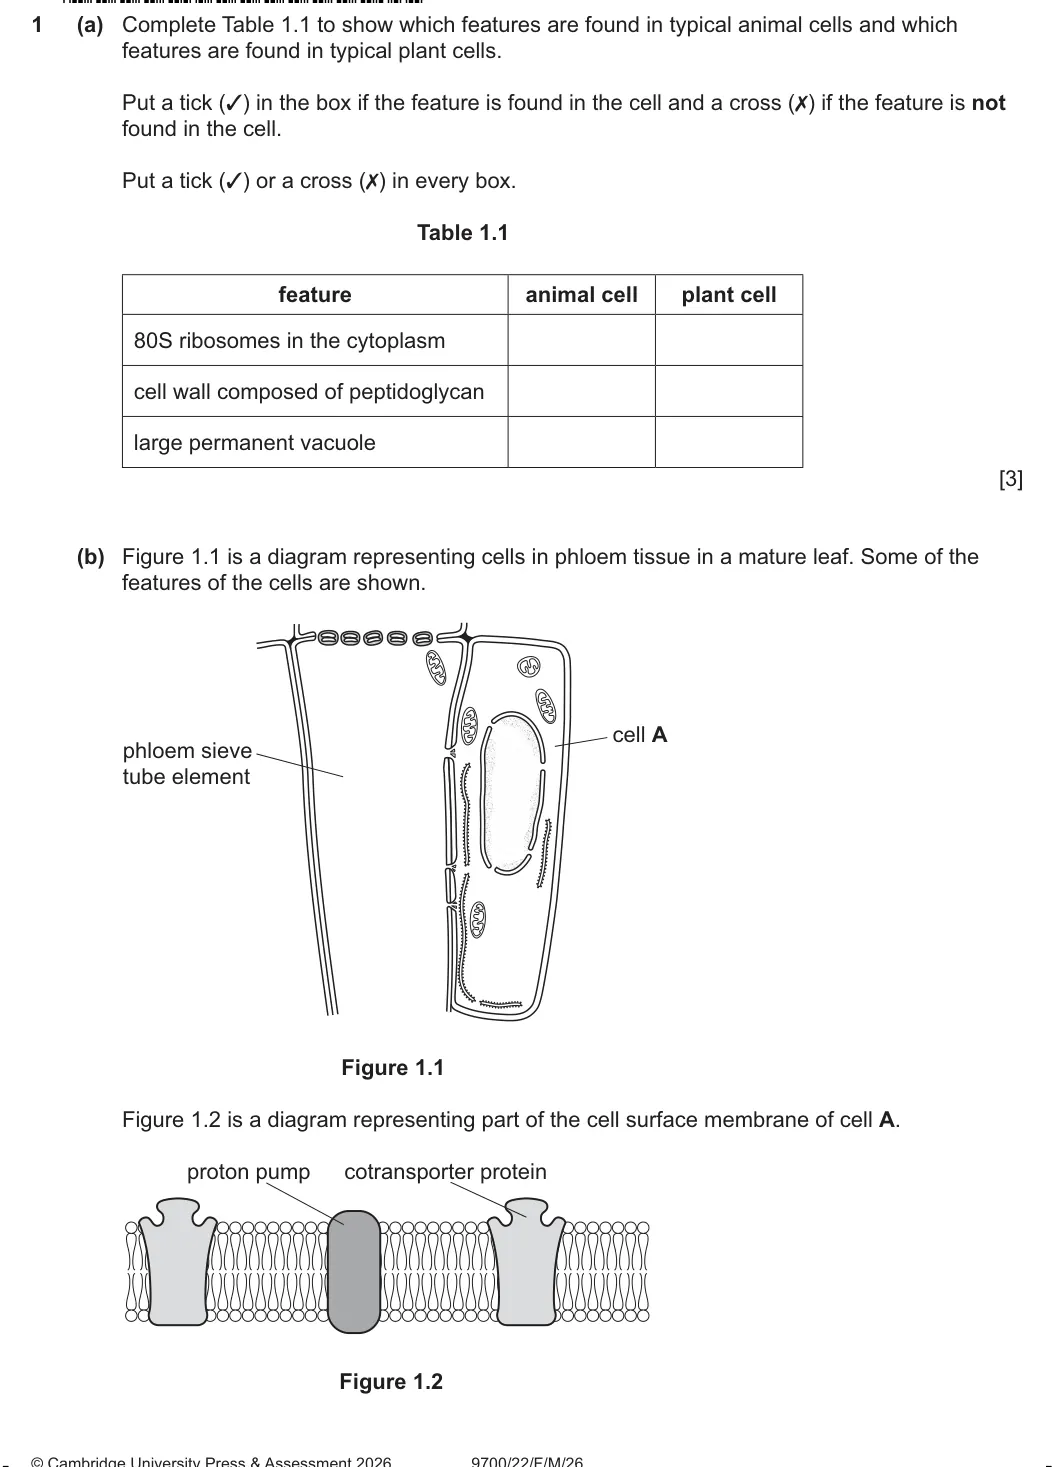 1 (a) Complete Table 1.1 to show which features are found in typical animal cells and which
features are found in typical plant cells.
Put a tick (✓) in the box if the feature is found in the cell and a cross (✗) if the feature is not
found in the cell.
Put a tick (✓) or a cross (✗) in every box.
Table 1.1
feature animal cell plant cell
80S ribosomes in the cytoplasm
cell wall composed of peptidoglycan
large permanent vacuole
[3]
(b) Figure 1.1 is a diagram representing cells in phloem tissue in a mature leaf. Some of the
features of the cells are shown.
cell A
phloem sieve
tube element
Figure 1.1
Figure 1.2 is a diagram representing part of the cell surface membrane of cell A.
proton pump cotransporter protein
Figure 1.2
© Cambridge University Press & Assessment 2026 9700/22/F/M/26